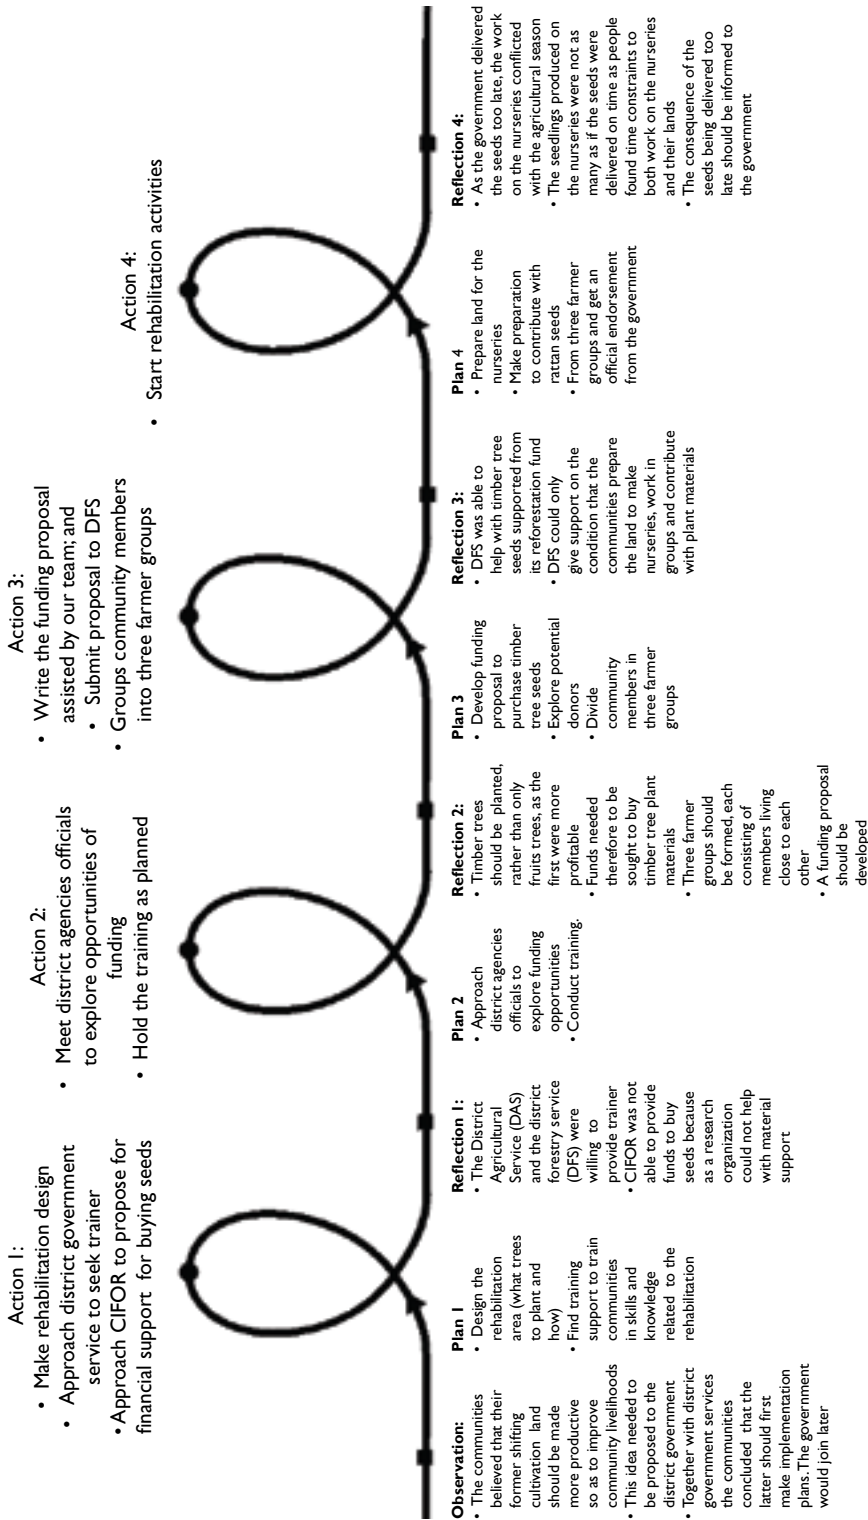 Action 1:
• Make rehabilitation design
• Approach district government
service to seek trainer
• Approach CIFOR to propose for
financial support for buying seeds
Action 2:
• Meet district agencies officials
to explore opportunities of
funding
• Hold the training as planned
Action 3:
• Write the funding proposal
assisted by our team; and
• Submit proposal to DFS
• Groups community members
into three farmer groups
Action 4:
• Start rehabilitation activities
Observation:
• The communities
believed that their
former shifting
cultivation land
should be made
more productive
so as to improve
community livelihoods
• This idea needed to
be proposed to the
district government
• Together with district
government services
the communities
concluded that the
latter should first
make implementation
plans. The government
would join later
Plan 1
• Design the
rehabilitation
area (what trees
to plant and
how)
• Find training
support to train
communities
in skills and
knowledge
related to the
rehabilitation
Reflection 1:
• The District
Agricultural
Service (DAS)
and the district
forestry service
(DFS) were
willing to
provide trainer
• CIFOR was not
able to provide
funds to buy
seeds because
as a research
organization
could not help
with material
support
Plan 2
• Approach
district agencies
officials to
explore funding
opportunities
• Conduct training.
Reflection 2:
• Timber trees
should be planted,
rather than only
fruits trees, as the
first were more
profitable
• Funds needed
therefore to be
sought to buy
timber tree plant
materials
• Three farmer
groups should
be formed, each
consisting of
members living
close to each
other
• A funding proposal
should be
developed
Plan 3
• Develop funding
proposal to
purchase timber
tree seeds
• Explore potential
donors
• Divide
community
members in
three farmer
groups
Reflection 3:
• DFS was able to
help with timber tree
seeds supported from
its reforestation fund
• DFS could only
give support on the
condition that the
communities prepare
the land to make
nurseries, work in
groups and contribute
with plant materials
Plan 4
• Prepare land for the
nurseries
• Make preparation
to contribute with
rattan seeds
• From three farmer
groups and get an
official endorsement
from the government
Reflection 4:
• As the government delivered
the seeds too late, the work
on the nurseries conflicted
with the agricultural season
• The seedlings produced on
the nurseries were not as
many as if the seeds were
delivered on time as people
found time constraints to
both work on the nurseries
and their lands
• The consequence of the
seeds being delivered too
late should be informed to
the government